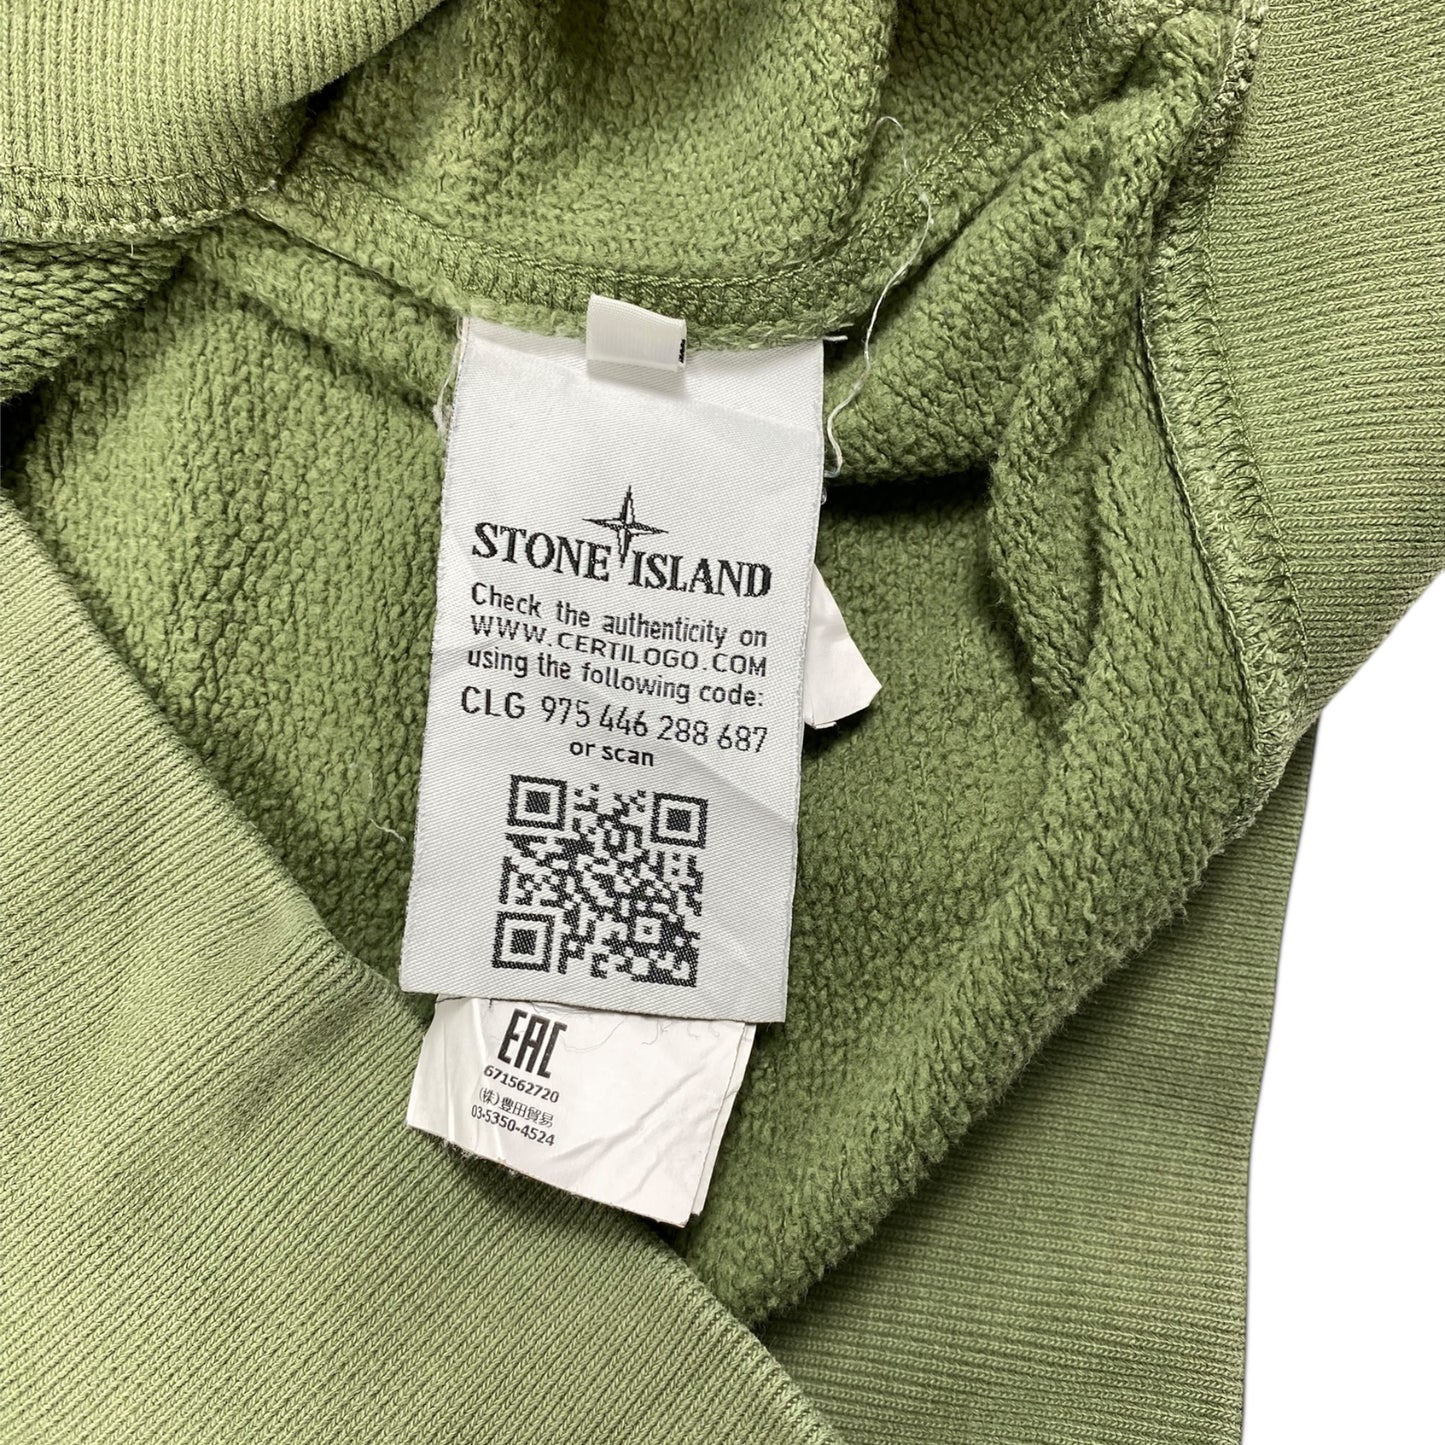 STONE ISLAND
Check the authenticity on
WWW.CERTILOGO.COM
using the following code:
CLG 975 446 288 687
or scan
EAC
671562720
(株)豊田貿易
03-5350-4524